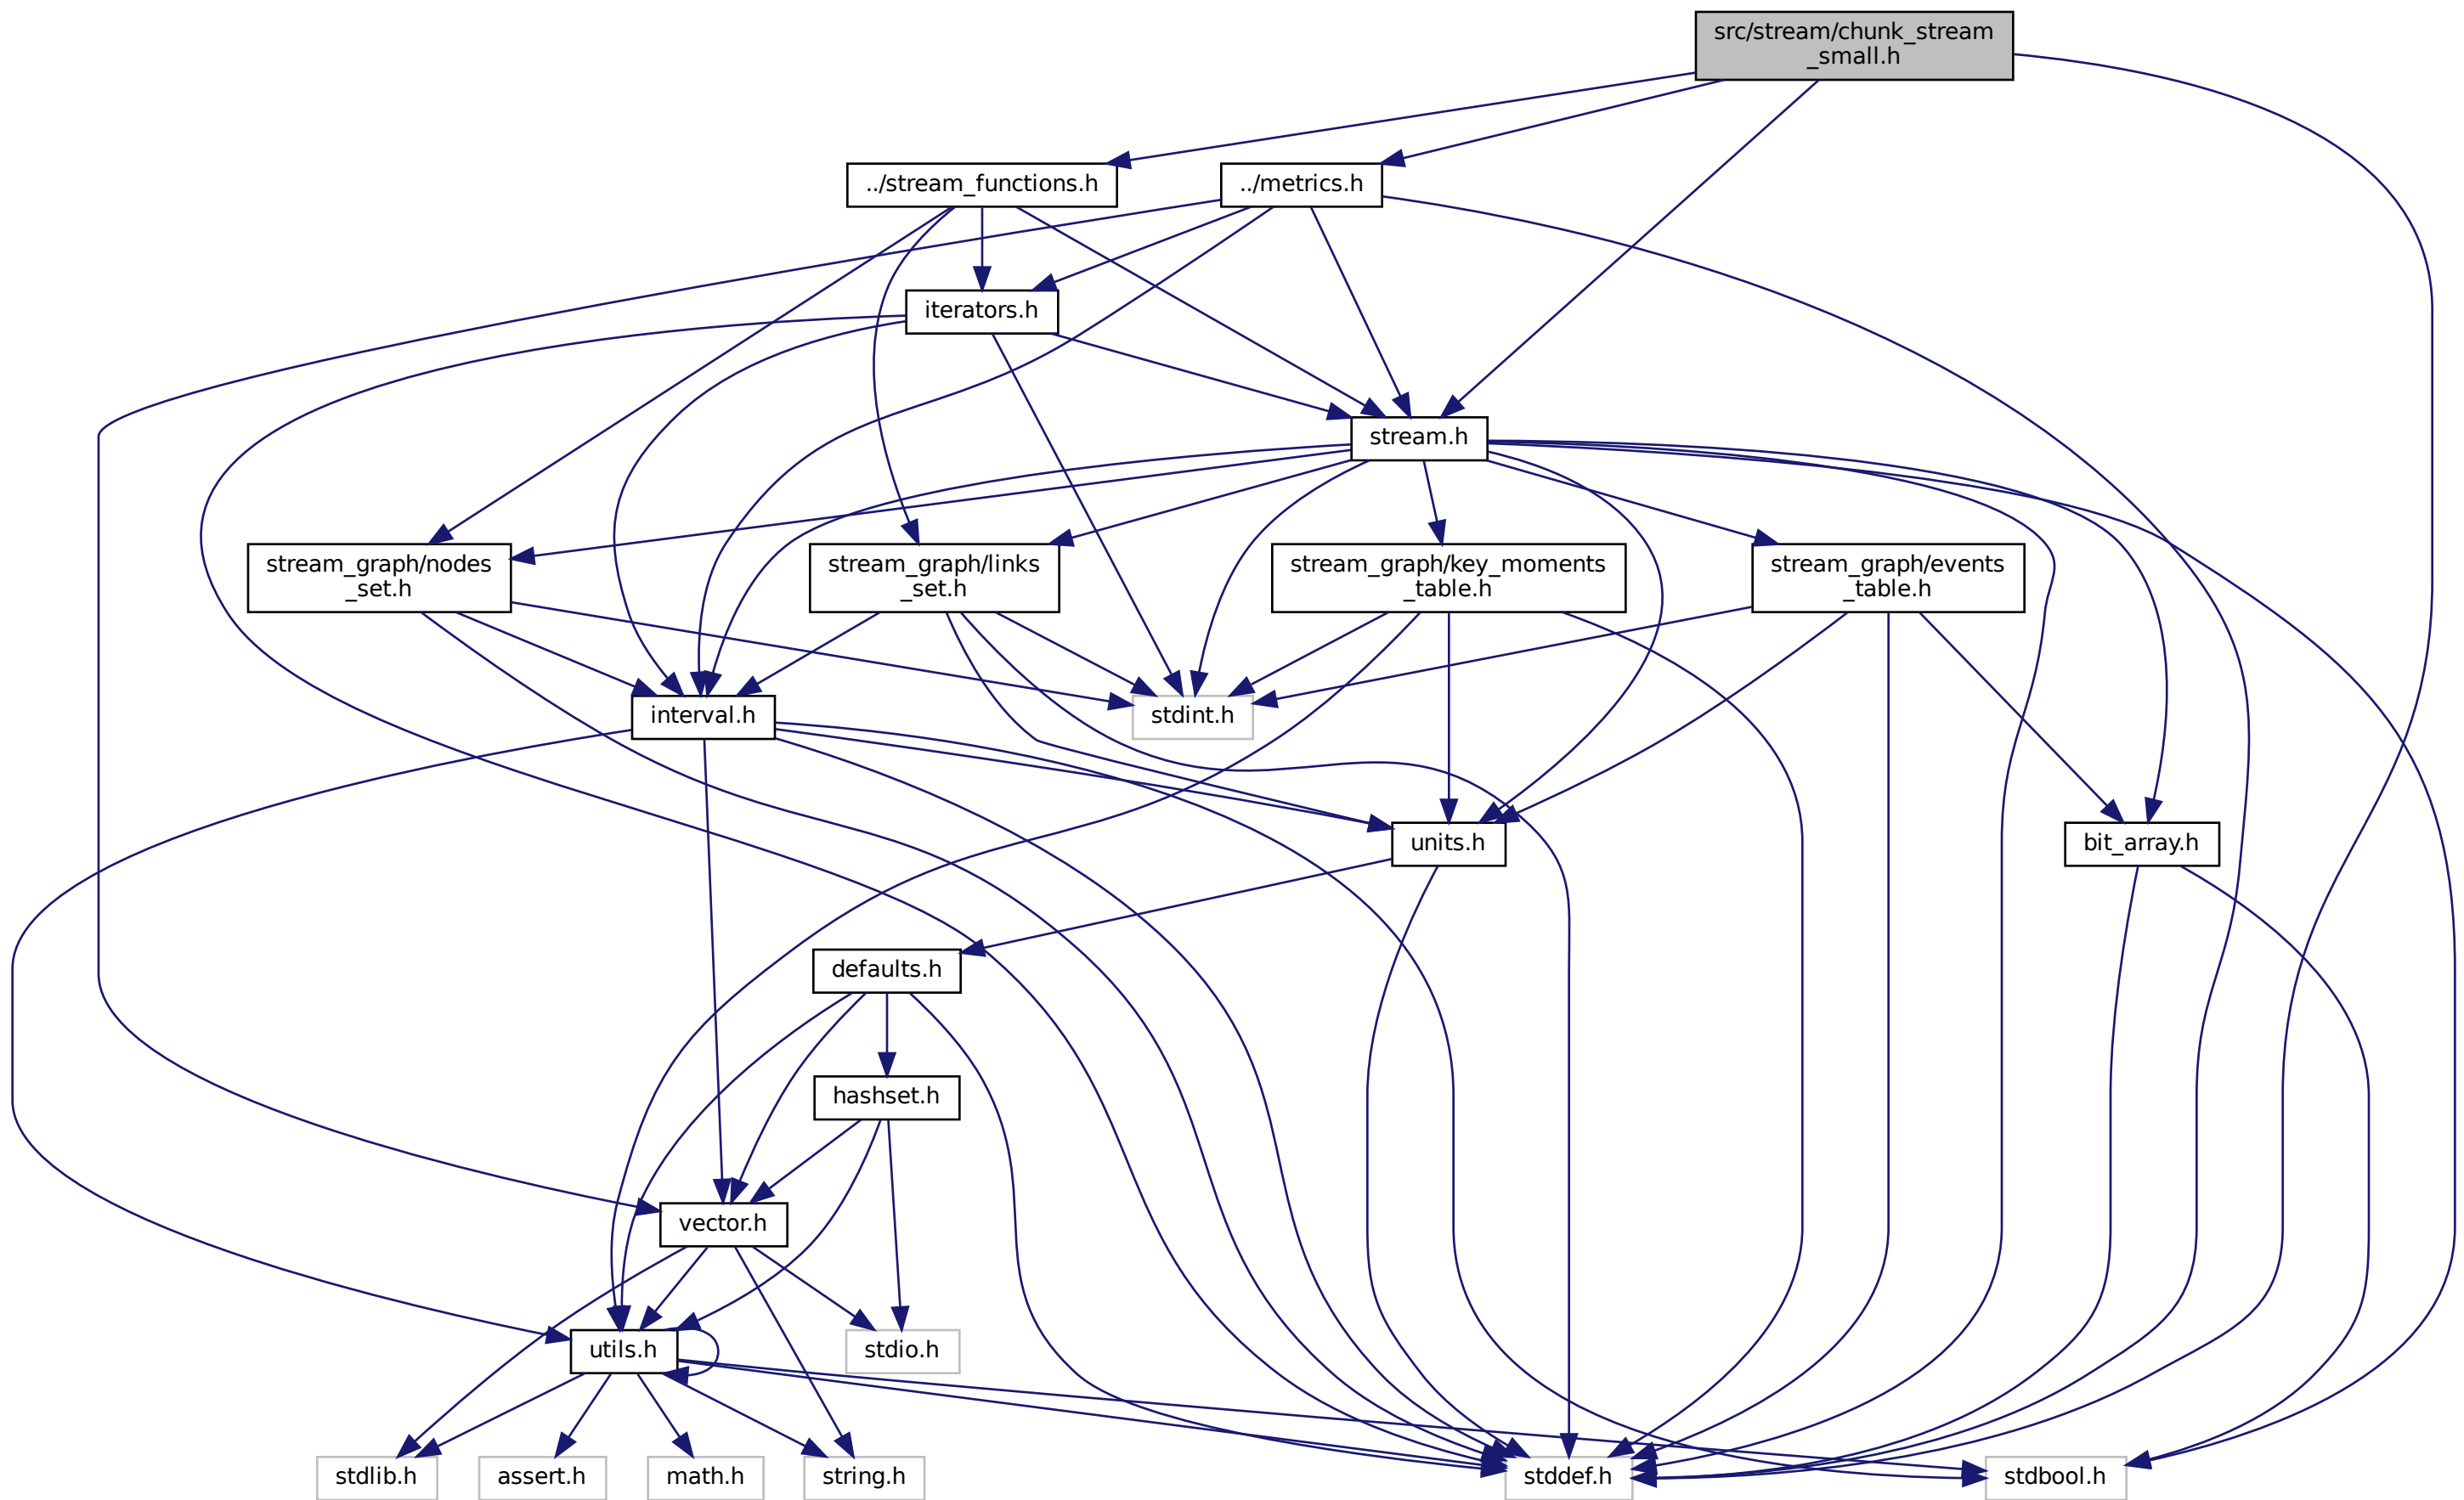 src/stream/chunk_stream
_small.h
../stream_functions.h
../metrics.h
iterators.h
stream.h
stream_graph/nodes
_set.h
stream_graph/links
_set.h
stream_graph/key_moments
_table.h
stream_graph/events
_table.h
interval.h
stdint.h
units.h
bit_array.h
defaults.h
hashset.h
vector.h
utils.h
stdio.h
stdlib.h
assert.h
math.h
string.h
stddef.h
stdbool.h